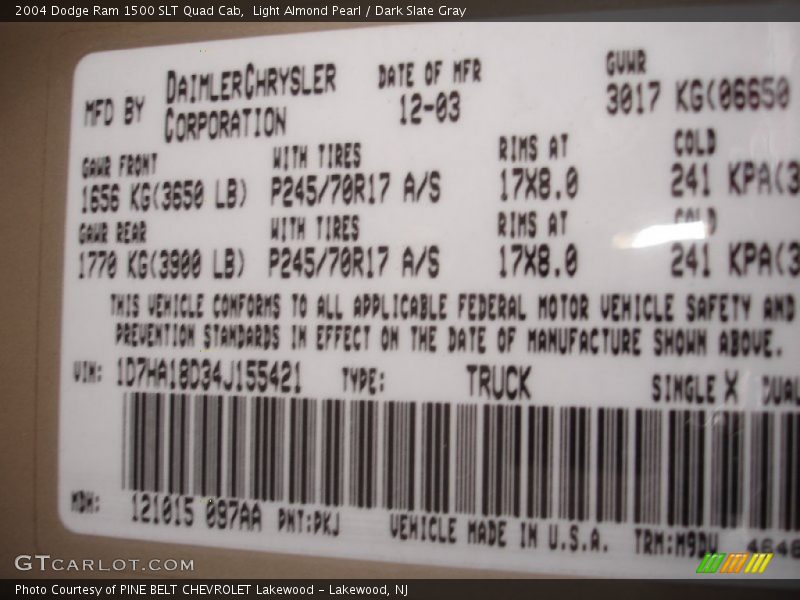 2004 Dodge Ram 1500 SLT Quad Cab,  Light Almond Pearl / Dark Slate Gray
MFD BY DAIMLERCHRYSLER CORPORATION DATE OF MFR 12-03 GVWR 3017 KG(06650
GAWR FRONT WITH TIRES RIMS AT COLD
1656 KG(3650 LB) P245/70R17 A/S 17X8.0 241 KPA(3
GAWR REAR WITH TIRES RIMS AT COLD
1770 KG(3900 LB) P245/70R17 A/S 17X8.0 241 KPA(3
THIS VEHICLE CONFORMS TO ALL APPLICABLE FEDERAL MOTOR VEHICLE SAFETY AND
PREVENTION STANDARDS IN EFFECT ON THE DATE OF MANUFACTURE SHOWN ABOVE.
VIN: 1D7HA18D34J155421 TYPE: TRUCK SINGLE X DUAL
MDH: 121015 097AA PNT:PKJ VEHICLE MADE IN U.S.A. TRM:M9DV 4648
GTCARLOT.COM
Photo Courtesy of PINE BELT CHEVROLET Lakewood - Lakewood, NJ